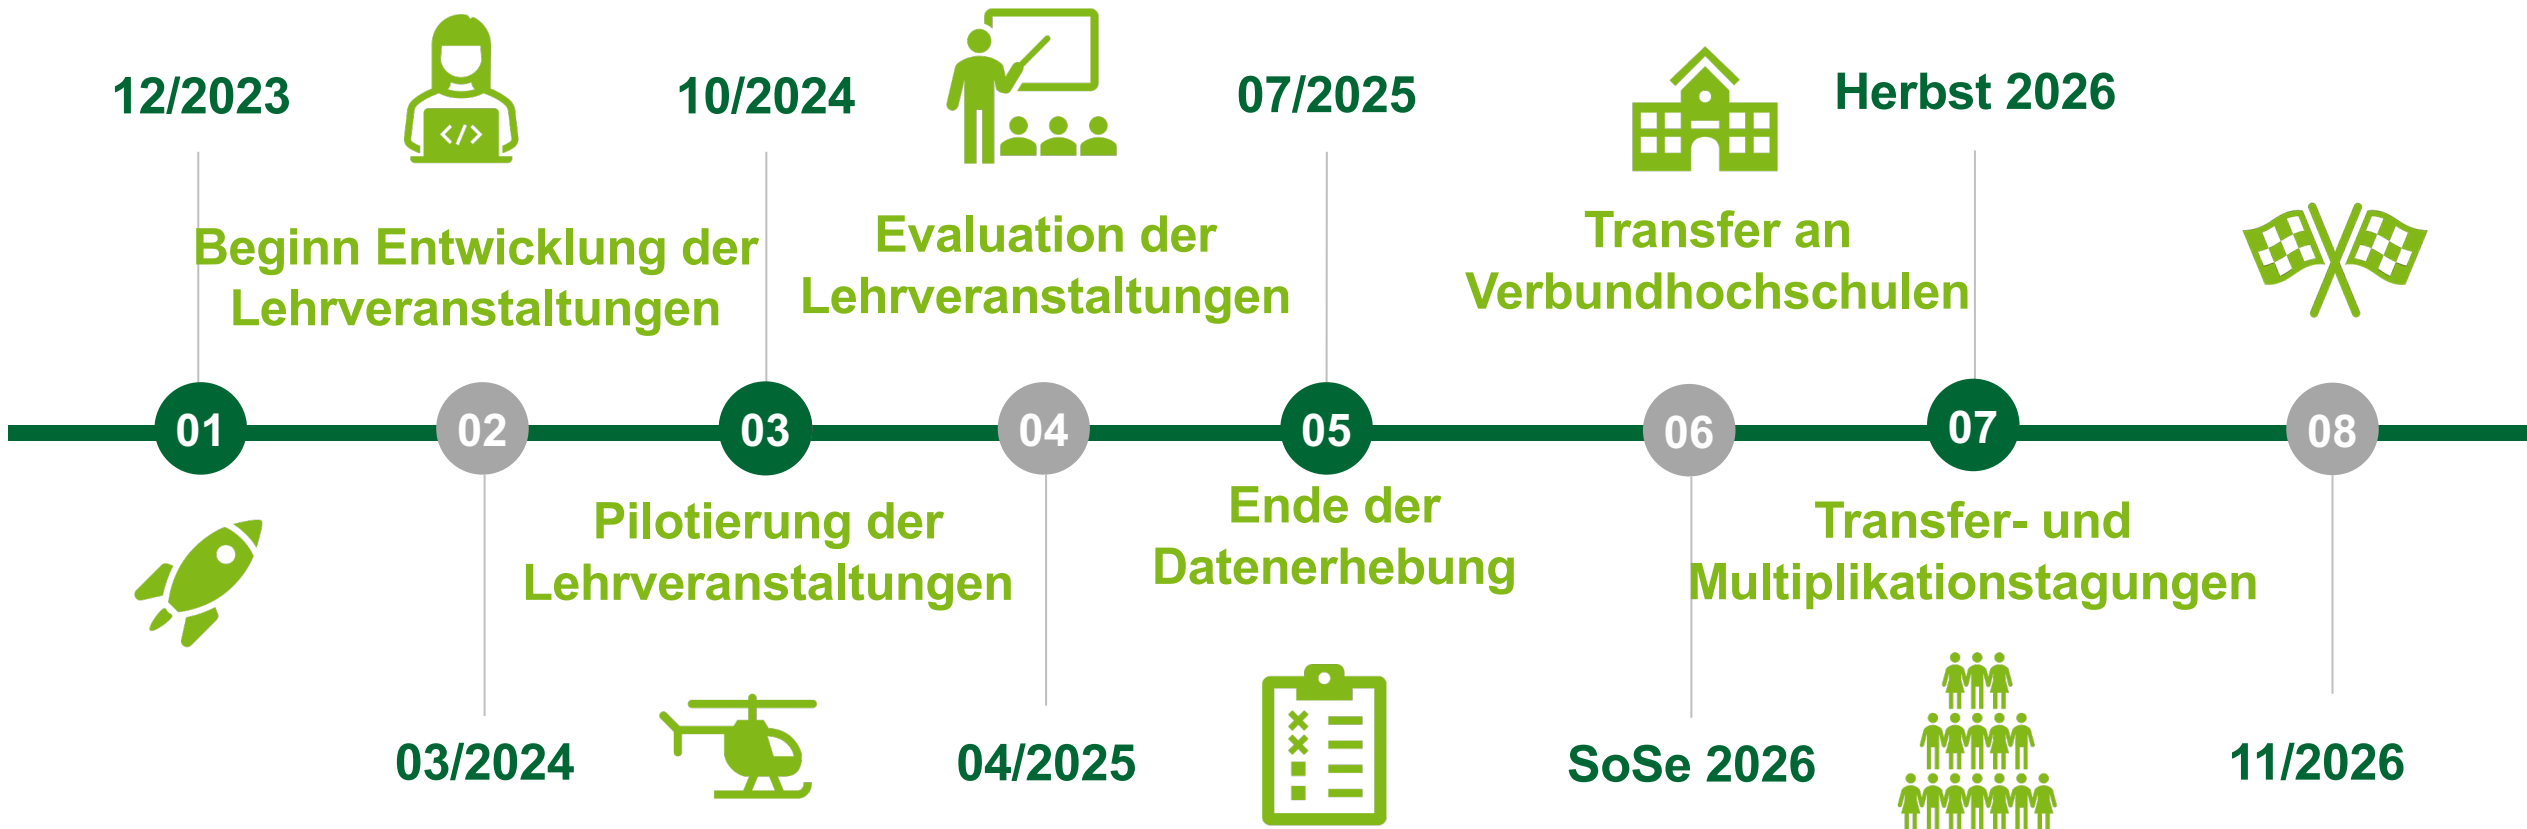 12/2023
10/2024
07/2025
Herbst 2026
Beginn Entwicklung der
Lehrveranstaltungen
Evaluation der
Lehrveranstaltungen
Transfer an
Verbundhochschulen
01
02
03
04
05
06
07
08
Pilotierung der
Lehrveranstaltungen
Ende der
Datenerhebung
Transfer- und
Multiplikationstagungen
03/2024
04/2025
SoSe 2026
11/2026